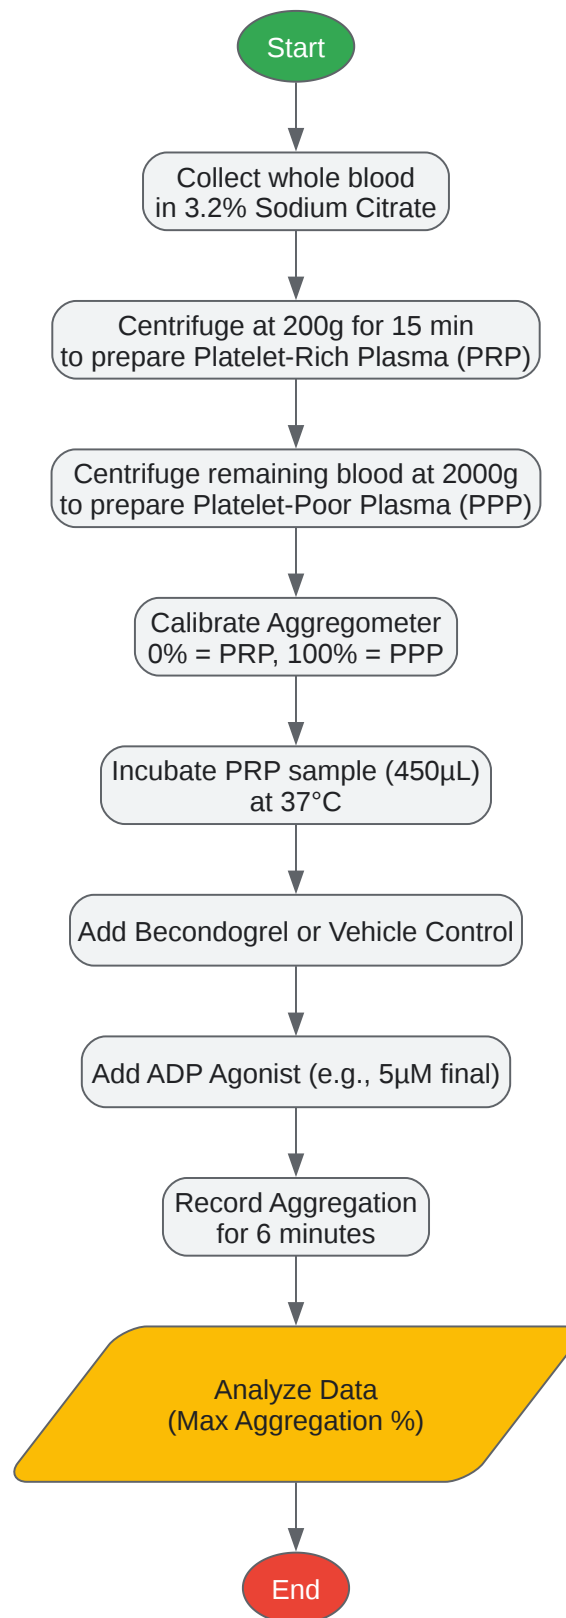 Start
Collect whole blood
in 3.2% Sodium Citrate
Centrifuge at 200g for 15 min
to prepare Platelet-Rich Plasma (PRP)
Centrifuge remaining blood at 2000g
to prepare Platelet-Poor Plasma (PPP)
Calibrate Aggregometer
0% = PRP, 100% = PPP
Incubate PRP sample (450µL)
at 37°C
Add Becondogrel or Vehicle Control
Add ADP Agonist (e.g., 5µM final)
Record Aggregation
for 6 minutes
Analyze Data
(Max Aggregation %)
End